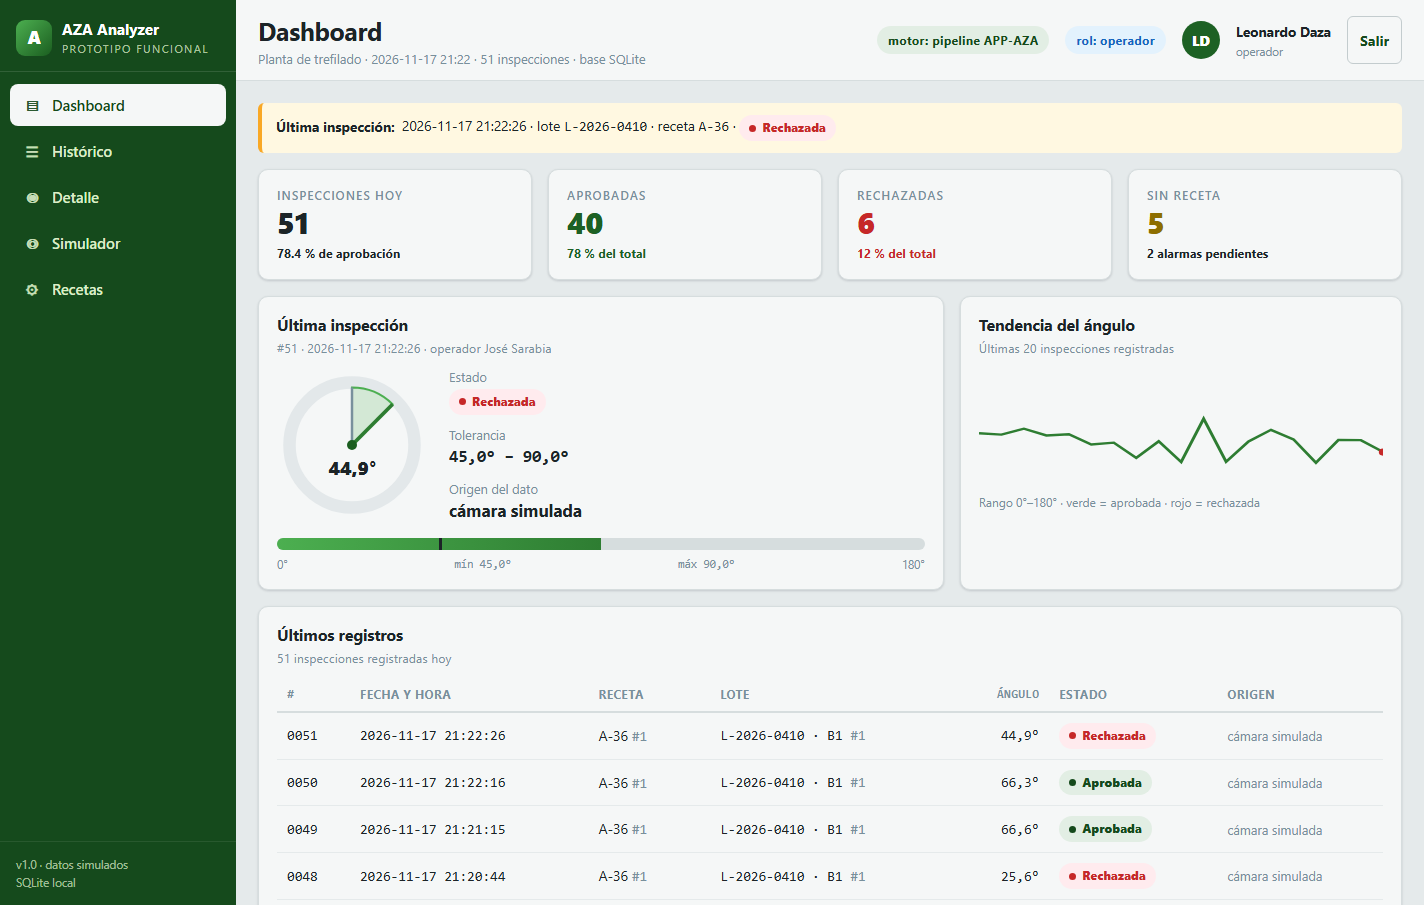 A
AZA Analyzer
PROTOTIPO FUNCIONAL
Dashboard
Histórico
Detalle
Simulador
Recetas
v1.0 · datos simulados
SQLite local
Dashboard
Planta de trefilado · 2026-11-17 21:22 · 51 inspecciones · base SQLite
motor: pipeline APP-AZA
rol: operador
LD
Leonardo Daza
operador
Salir
Última inspección: 2026-11-17 21:22:26 · lote L-2026-0410 · receta A-36 · Rechazada
INSPECCIONES HOY
51
78.4 % de aprobación
APROBADAS
40
78 % del total
RECHAZADAS
6
12 % del total
SIN RECETA
5
2 alarmas pendientes
Última inspección
#51 · 2026-11-17 21:22:26 · operador José Sarabia
44,9°
Estado
Rechazada
Tolerancia
45,0° – 90,0°
Origen del dato
cámara simulada
0° mín 45,0° máx 90,0° 180°
Tendencia del ángulo
Últimas 20 inspecciones registradas
Rango 0°–180° · verde = aprobada · rojo = rechazada
Últimos registros
51 inspecciones registradas hoy
# FECHA Y HORA RECETA LOTE ÁNGULO ESTADO ORIGEN
0051 2026-11-17 21:22:26 A-36 #1 L-2026-0410 · B1 #1 44,9° Rechazada cámara simulada
0050 2026-11-17 21:22:16 A-36 #1 L-2026-0410 · B1 #1 66,3° Aprobada cámara simulada
0049 2026-11-17 21:21:15 A-36 #1 L-2026-0410 · B1 #1 66,6° Aprobada cámara simulada
0048 2026-11-17 21:20:44 A-36 #1 L-2026-0410 · B1 #1 25,6° Rechazada cámara simulada